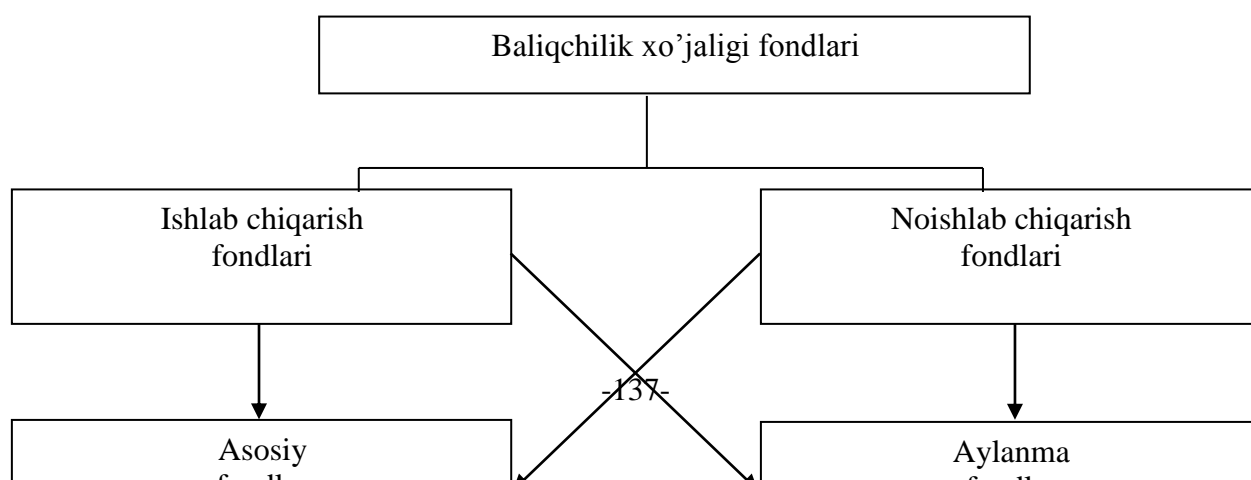 Baliqchilik xo’jaligi fondlari
Ishlab chiqarish
fondlari
Noishlab chiqarish
fondlari
-137-
Asosiy
Aylanma